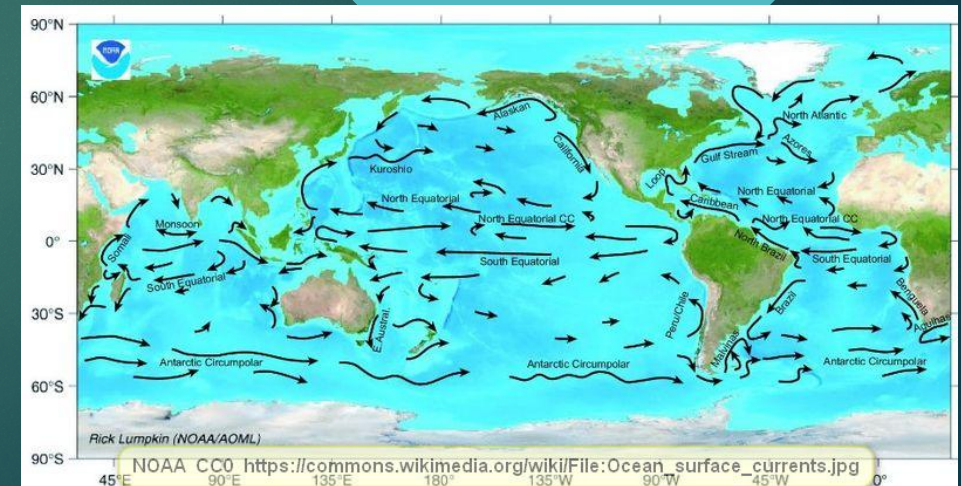 90°N
NOAA
60°N
Alaskan
North Atlantic
California
Azores
Gulf Stream
30°N
Kuroshio
Loop
North Equatorial
North Equatorial
Caribbean
Monsoon
North Equatorial CC
North Equatorial CC
0°
Somali
North Brazil
South Equatorial
South Equatorial
South Equatorial
Benguela
30°S
E.Austral.
Peru/Chile
Brazil
Agulhas
Malvinas
Antarctic Circumpolar
Antarctic Circumpolar
Antarctic Circumpolar
60°S
Rick Lumpkin (NOAA/AOML)
90°S
NOAA CC0 https://commons.wikimedia.org/wiki/File:Ocean_surface_currents.jpg
45°E 90°E 135°E 180° 135°W 90°W 45°W 0°